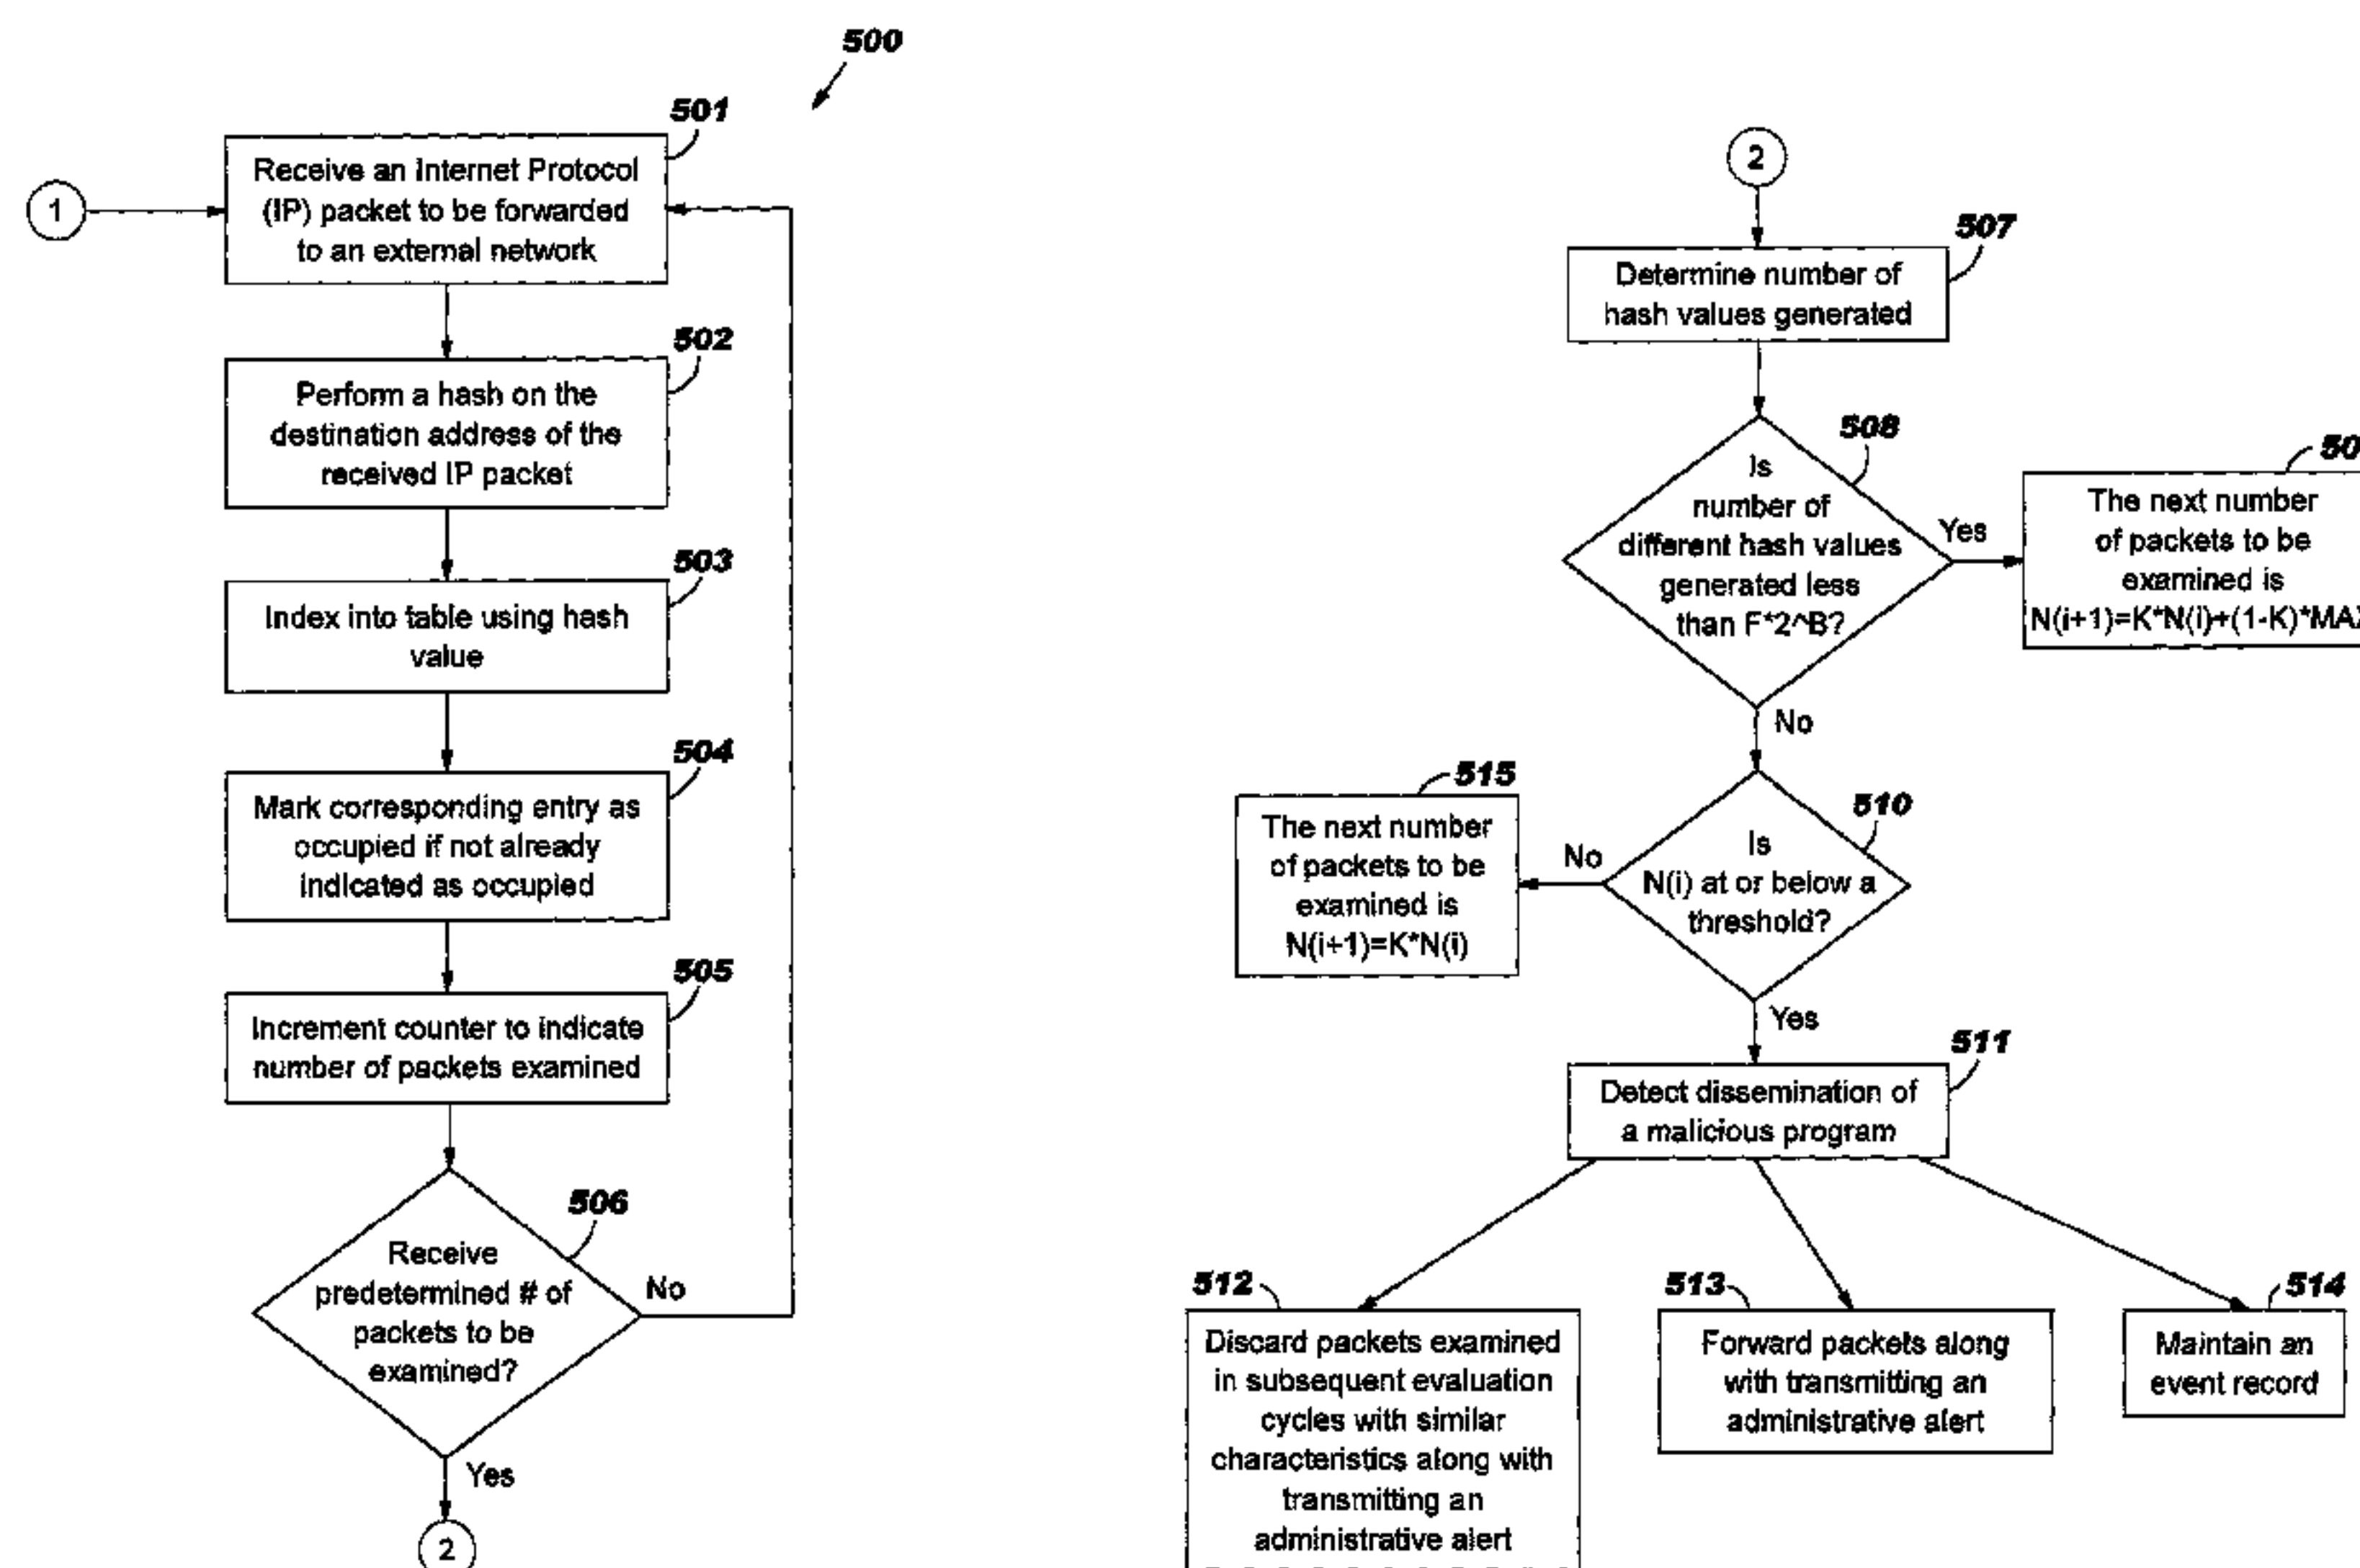 500
501
1
Receive an Internet Protocol
(IP) packet to be forwarded
to an external network
502
Perform a hash on the
destination address of the
received IP packet
503
Index into table using hash
value
504
Mark corresponding entry as
occupied if not already
indicated as occupied
505
Increment counter to indicate
number of packets examined
506
Receive
predetermined # of
packets to be
examined?
No
Yes
2
2
507
Determine number of
hash values generated
508
Is
number of
different hash values
generated less
than F*2^B?
Yes
50
The next number
of packets to be
examined is
N(i+1)=K*N(i)+(1-K)*MAX
No
510
Is
N(i) at or below a
threshold?
No
515
The next number
of packets to be
examined is
N(i+1)=K*N(i)
Yes
511
Detect dissemination of
a malicious program
512
Discard packets examined
in subsequent evaluation
cycles with similar
characteristics along with
transmitting an
administrative alert
513
Forward packets along
with transmitting an
administrative alert
514
Maintain an
event record